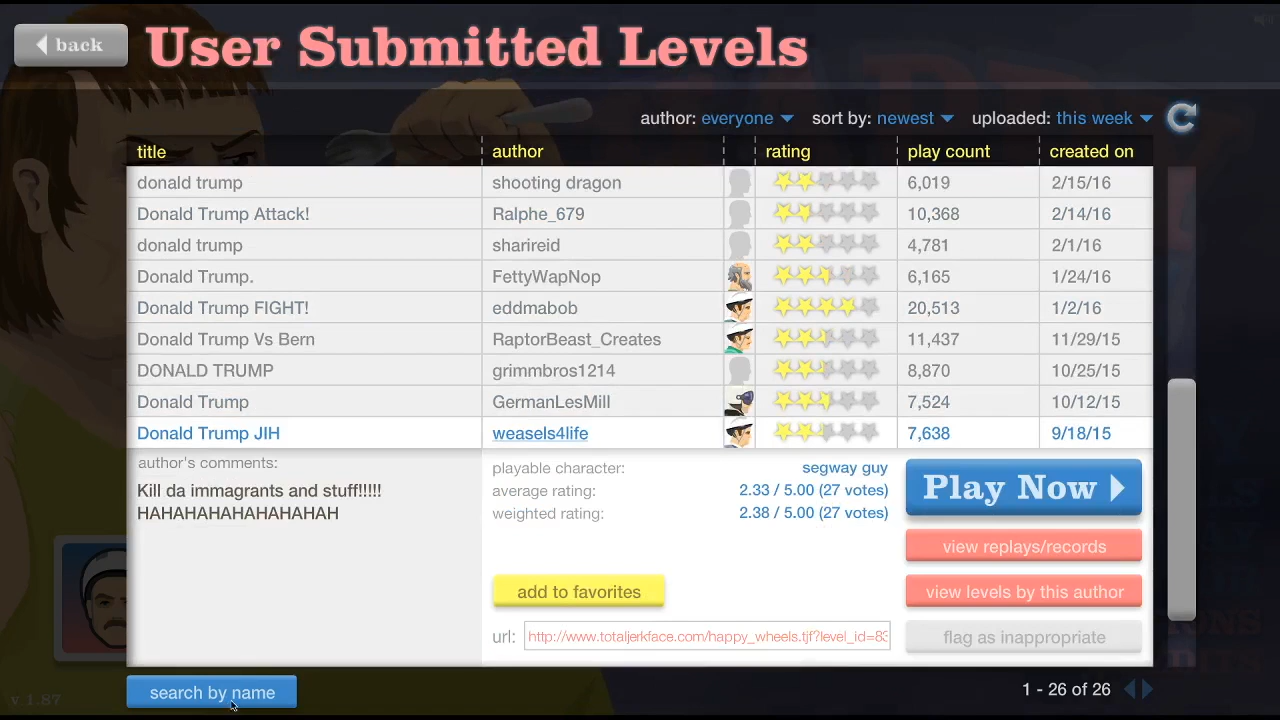 back
User Submitted Levels
author: everyone sort by: newest uploaded: this week
title author rating play count created on
donald trump shooting dragon 6,019 2/15/16
Donald Trump Attack! Ralphe_679 10,368 2/14/16
donald trump sharireid 4,781 2/1/16
Donald Trump. FettyWapNop 6,165 1/24/16
Donald Trump FIGHT! eddmabob 20,513 1/2/16
Donald Trump Vs Bern RaptorBeast_Creates 11,437 11/29/15
DONALD TRUMP grimmbros1214 8,870 10/25/15
Donald Trump GermanLesMill 7,524 10/12/15
Donald Trump JIH weasels4life 7,638 9/18/15
author's comments:
Kill da immagrants and stuff!!!!!
HAHAHAHAHAHAHAHAH
playable character: segway guy
average rating: 2.33 / 5.00 (27 votes)
weighted rating: 2.38 / 5.00 (27 votes)
Play Now
view replays/records
add to favorites
view levels by this author
url: http://www.totaljerkface.com/happy_wheels.tjf?level_id=83
flag as inappropriate
search by name
1 - 26 of 26
v 1.87